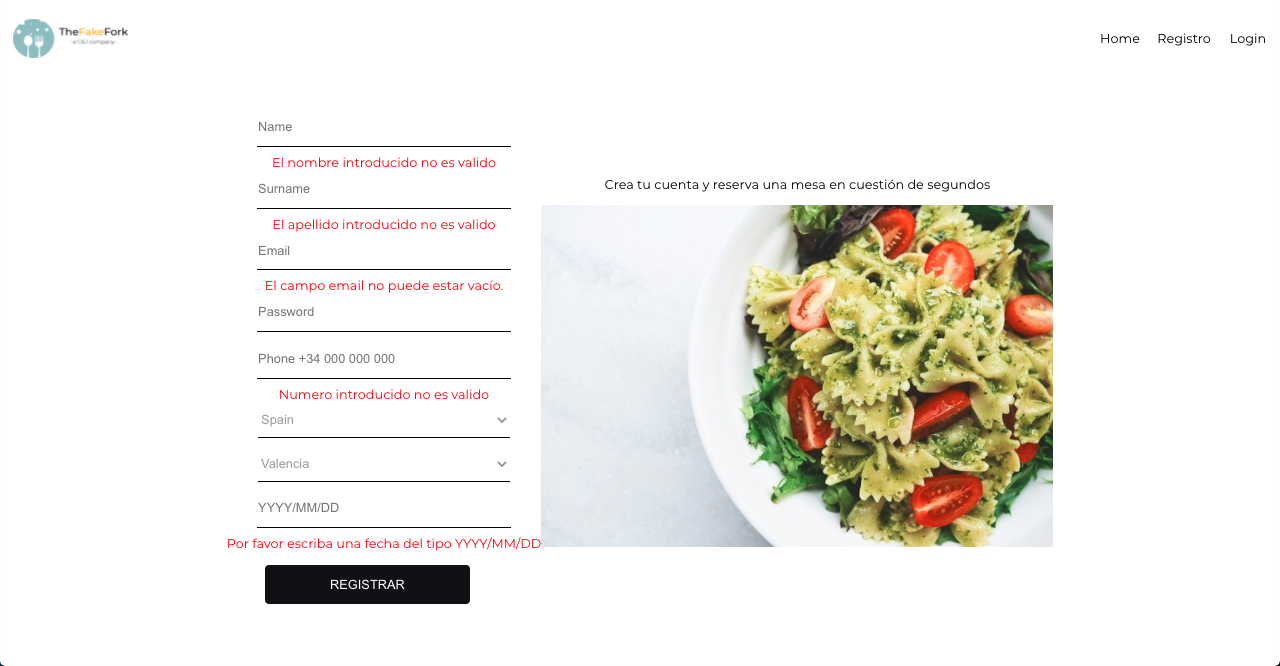 TheFakeFork
-a C&J company-
Home
Registro
Login
Name
El nombre introducido no es valido
Surname
El apellido introducido no es valido
Email
El campo email no puede estar vacío.
Password
Phone +34 000 000 000
Numero introducido no es valido
Spain
Valencia
YYYY/MM/DD
Por favor escriba una fecha del tipo YYYY/MM/DD
REGISTRAR
Crea tu cuenta y reserva una mesa en cuestión de segundos